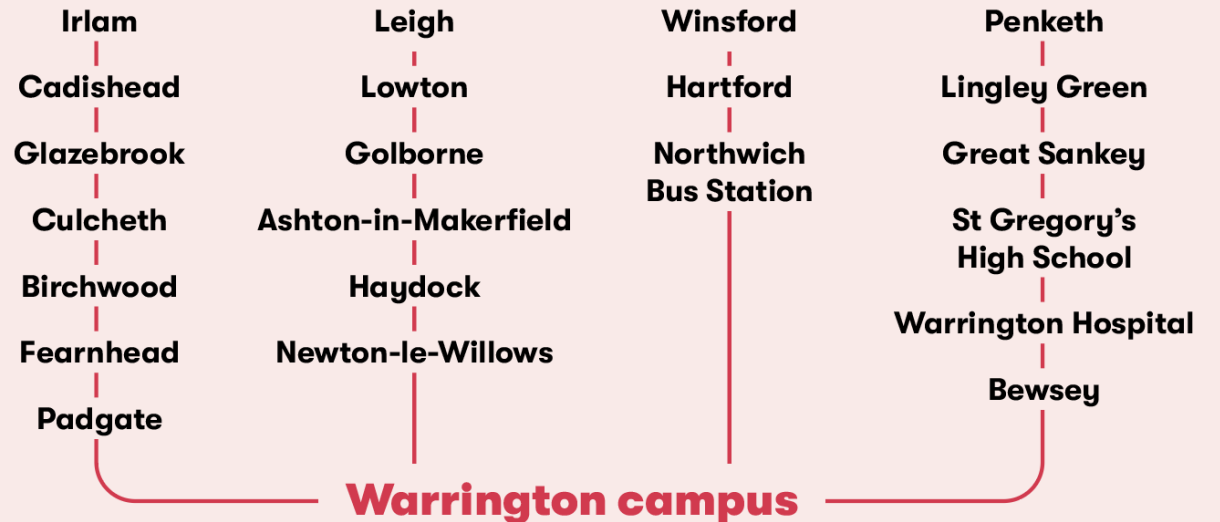 Irlam
Cadishead
Glazebrook
Culcheth
Birchwood
Fearnhead
Padgate
Leigh
Lowton
Golborne
Ashton-in-Makerfield
Haydock
Newton-le-Willows
Winsford
Hartford
Northwich
Bus Station
Penketh
Lingley Green
Great Sankey
St Gregory's
High School
Warrington Hospital
Bewsey
Warrington campus